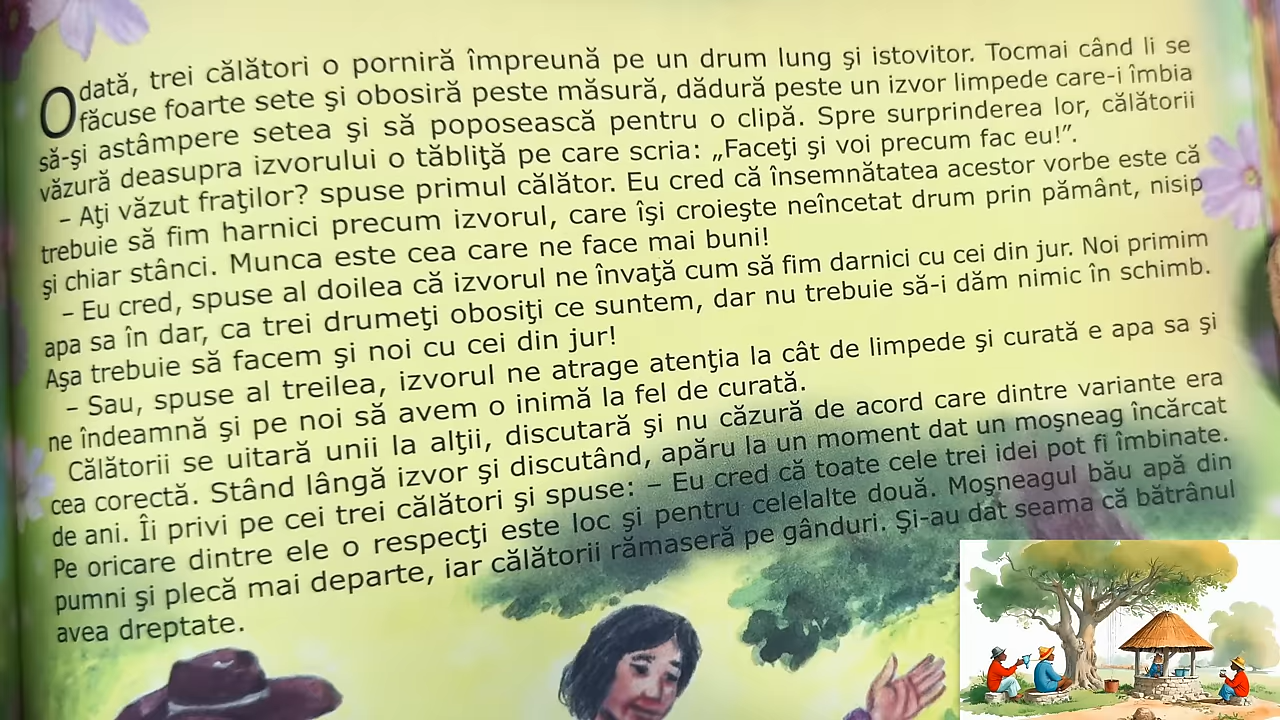 Odată, trei călători o porniră împreună pe un drum lung şi istovitor. Tocmai când li se
făcuse foarte sete şi obosiră peste măsură, dădură peste un izvor limpede care-i îmbia
să-şi astâmpere setea şi să poposească pentru o clipă. Spre surprinderea lor, călătorii
văzură deasupra izvorului o tăbliţă pe care scria: „Faceţi şi voi precum fac eu!”.
– Aţi văzut fraţilor? spuse primul călător. Eu cred că însemnătatea acestor vorbe este că
trebuie să fim harnici precum izvorul, care îşi croieşte neîncetat drum prin pământ, nisip
şi chiar stânci. Munca este cea care ne face mai buni!
– Eu cred, spuse al doilea că izvorul ne învaţă cum să fim darnici cu cei din jur. Noi primim
apa sa în dar, ca trei drumeţi obosiţi ce suntem, dar nu trebuie să-i dăm nimic în schimb.
Aşa trebuie să facem şi noi cu cei din jur!
– Sau, spuse al treilea, izvorul ne atrage atenţia la cât de limpede şi curată e apa sa şi
ne îndeamnă şi pe noi să avem o inimă la fel de curată.
Călătorii se uitară unii la alţii, discutară şi nu căzură de acord care dintre variante era
cea corectă. Stând lângă izvor şi discutând, apăru la un moment dat un moşneag încărcat
de ani. Îi privi pe cei trei călători şi spuse: – Eu cred că toate cele trei idei pot fi îmbinate.
Pe oricare dintre ele o respecţi este loc şi pentru celelalte două. Moşneagul bău apă din
pumni şi plecă mai departe, iar călătorii rămaseră pe gânduri. Şi-au dat seama că bătrânul
avea dreptate.